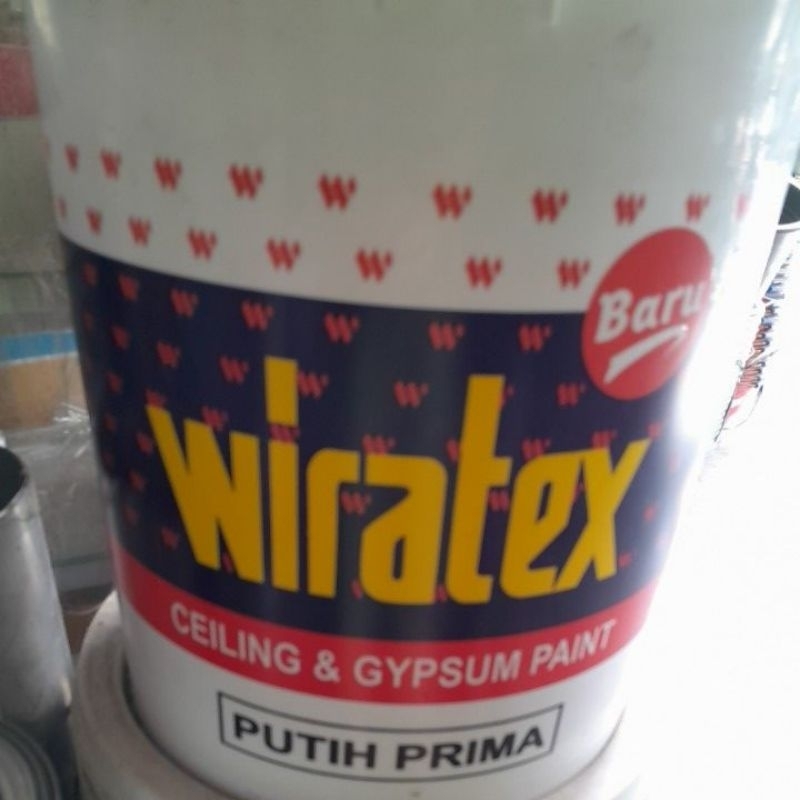 Baru
wiratex
CEILING & GYPSUM PAINT
PUTIH PRIMA